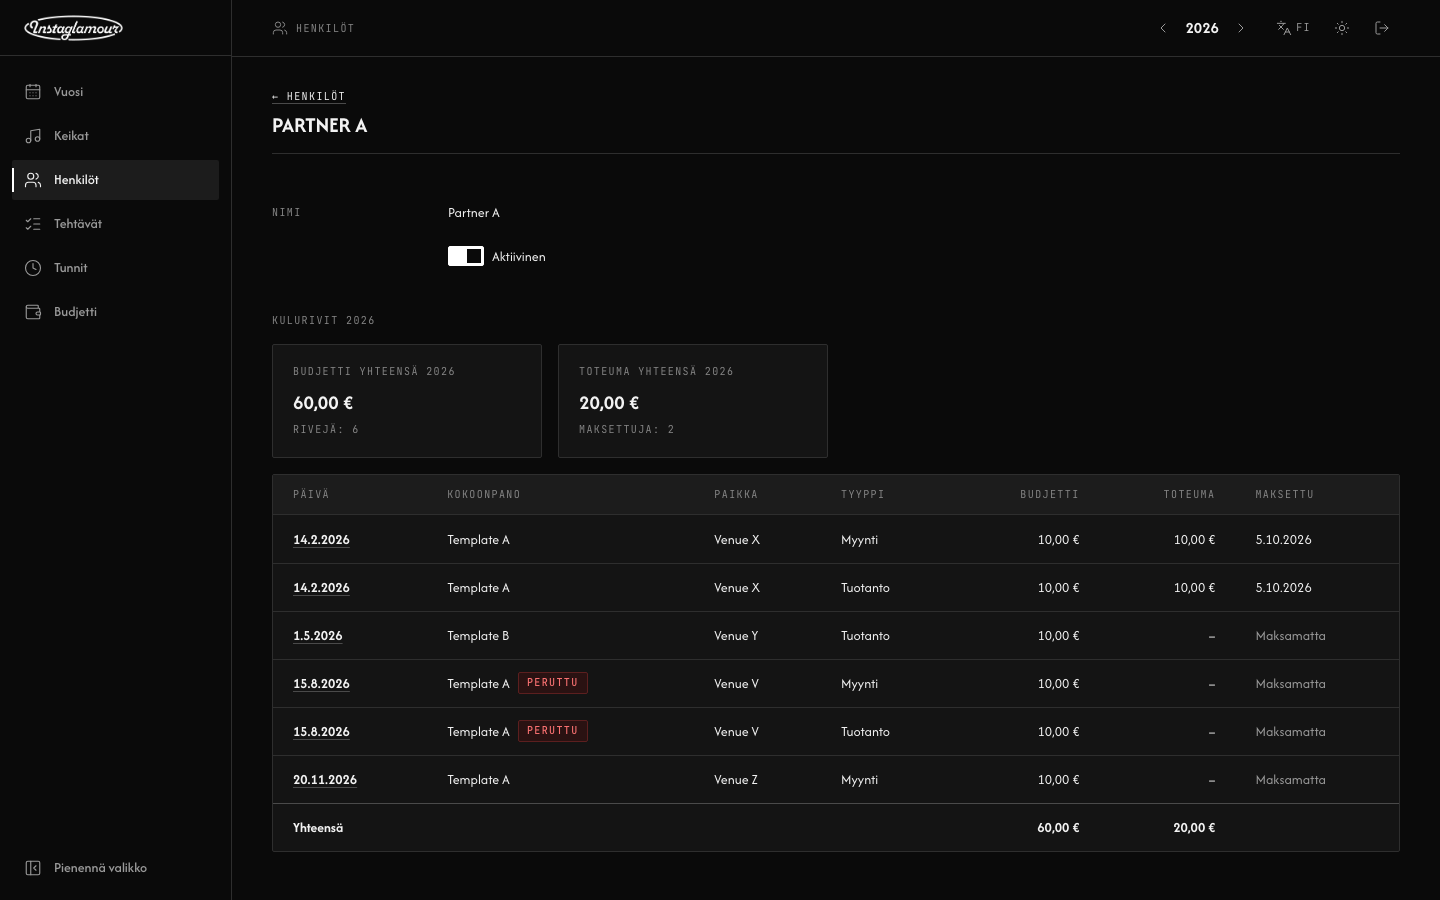 Instaglamour
HENKILÖT
2026
FI
Vuosi
Keikat
Henkilöt
Tehtävät
Tunnit
Budjetti
Pienennä valikko
← HENKILÖT
PARTNER A
NIMI Partner A
Aktiivinen
KULURIVIT 2026
BUDJETTI YHTEENSÄ 2026
60,00 €
RIVEJÄ: 6
TOTEUMA YHTEENSÄ 2026
20,00 €
MAKSETTUJA: 2
PÄIVÄ KOKOONPANO PAIKKA TYYPPI BUDJETTI TOTEUMA MAKSETTU
14.2.2026 Template A Venue X Myynti 10,00 € 10,00 € 5.10.2026
14.2.2026 Template A Venue X Tuotanto 10,00 € 10,00 € 5.10.2026
1.5.2026 Template B Venue Y Tuotanto 10,00 € – Maksamatta
15.8.2026 Template A PERUTTU Venue V Myynti 10,00 € – Maksamatta
15.8.2026 Template A PERUTTU Venue V Tuotanto 10,00 € – Maksamatta
20.11.2026 Template A Venue Z Myynti 10,00 € – Maksamatta
Yhteensä 60,00 € 20,00 €